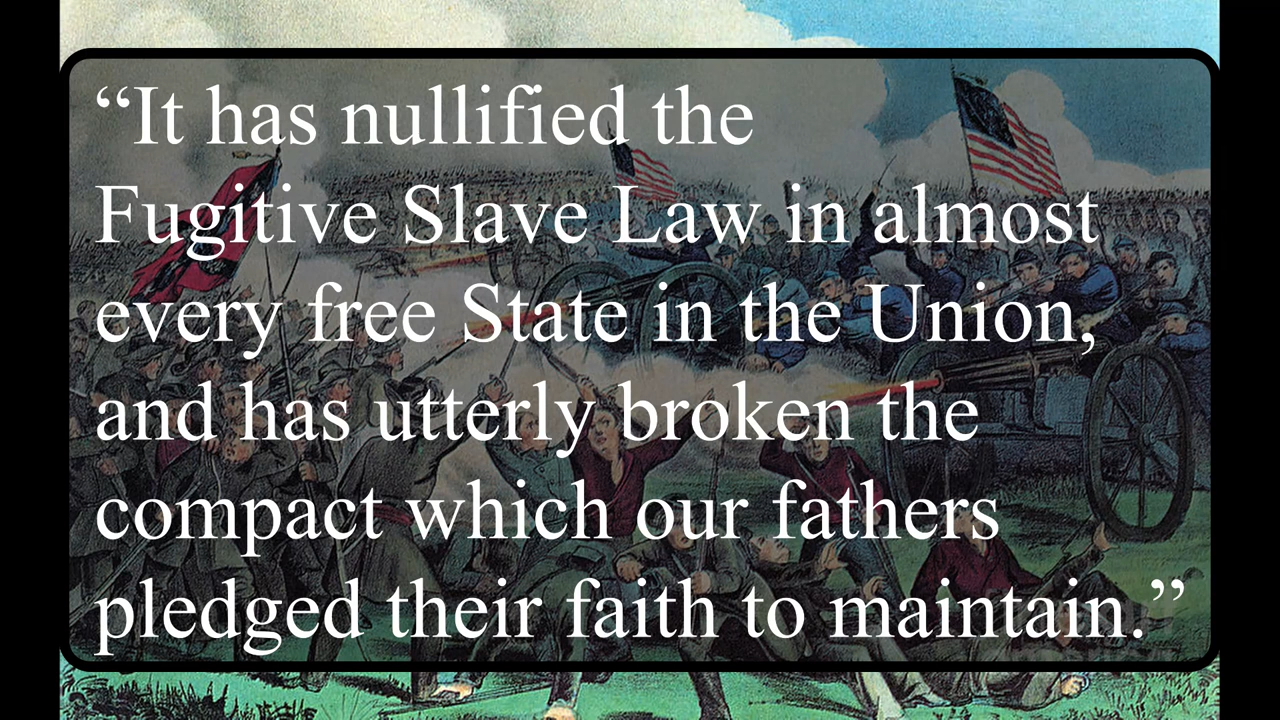 “It has nullified the
Fugitive Slave Law in almost
every free State in the Union,
and has utterly broken the
compact which our fathers
pledged their faith to maintain.”